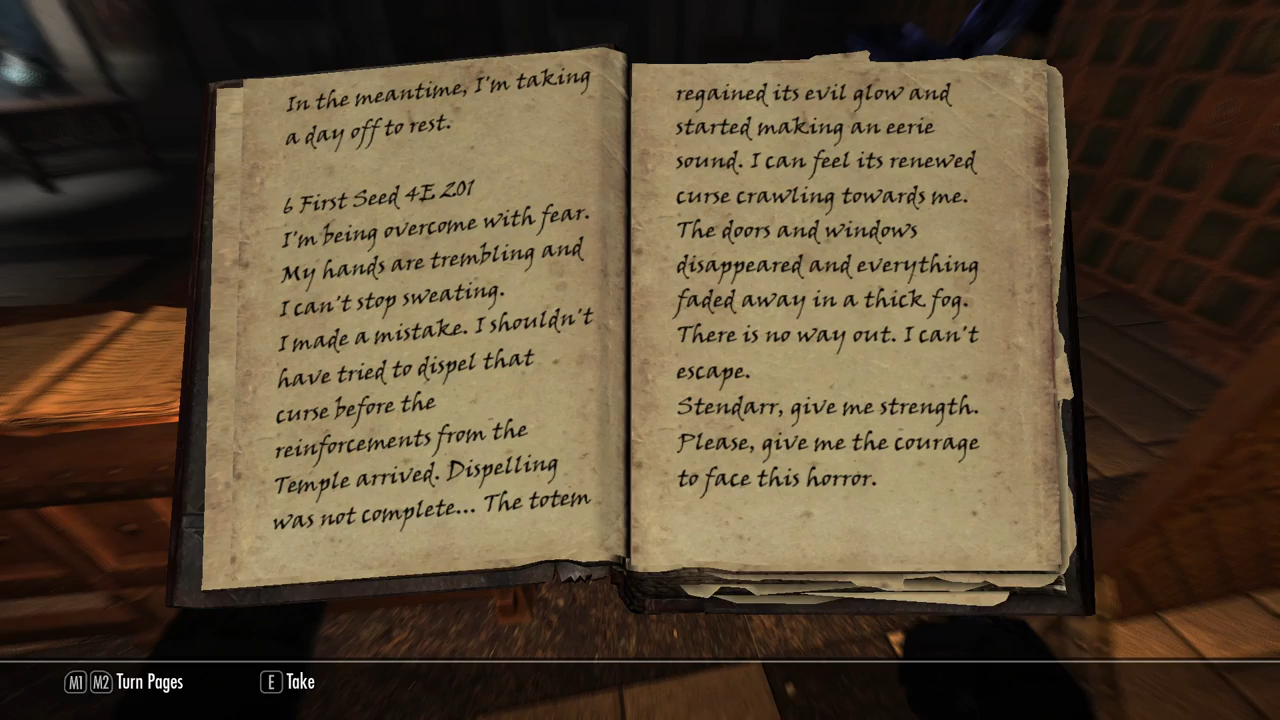 In the meantime, I'm taking
a day off to rest.
6 First Seed 4E 201
I'm being overcome with fear.
My hands are trembling and
I can't stop sweating.
I made a mistake. I shouldn't
have tried to dispel that
curse before the
reinforcements from the
Temple arrived. Dispelling
was not complete... The totem
regained its evil glow and
started making an eerie
sound. I can feel its renewed
curse crawling towards me.
The doors and windows
disappeared and everything
faded away in a thick fog.
There is no way out. I can't
escape.
Stendarr, give me strength.
Please, give me the courage
to face this horror.
M1 M2 Turn Pages
E Take